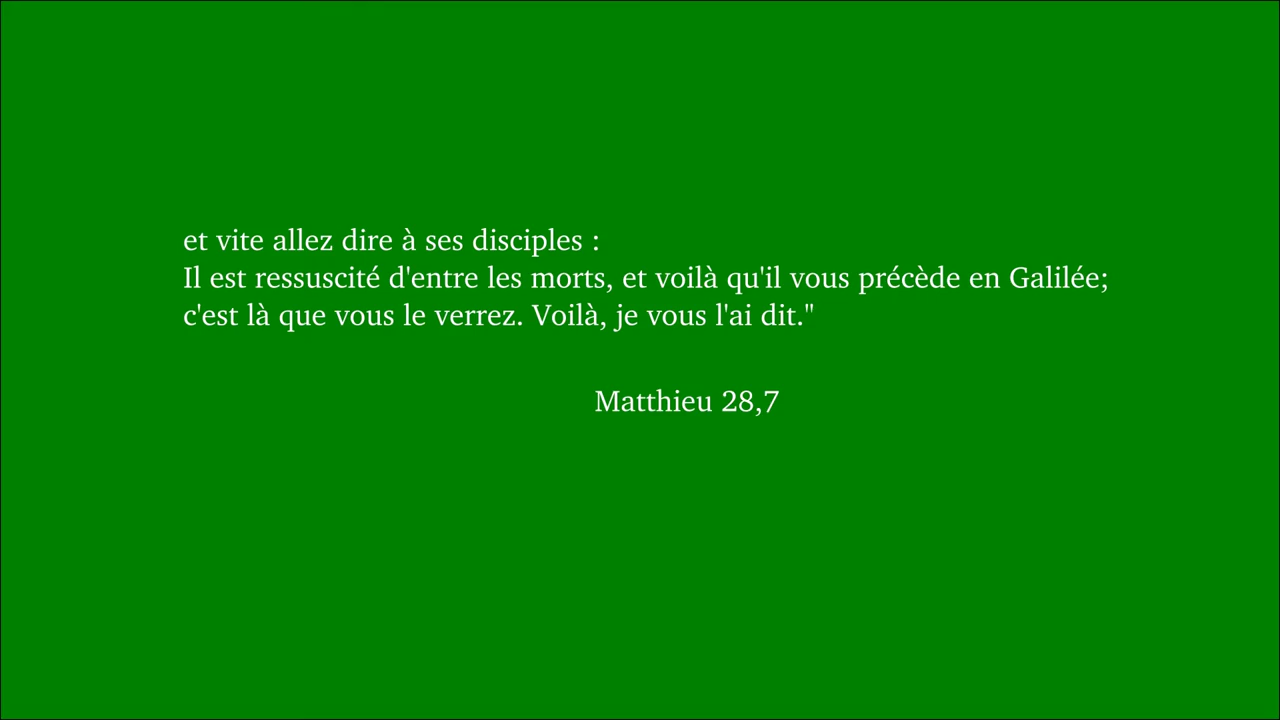 et vite allez dire à ses disciples :
Il est ressuscité d'entre les morts, et voilà qu'il vous précède en Galilée;
c'est là que vous le verrez. Voilà, je vous l'ai dit."
Matthieu 28,7